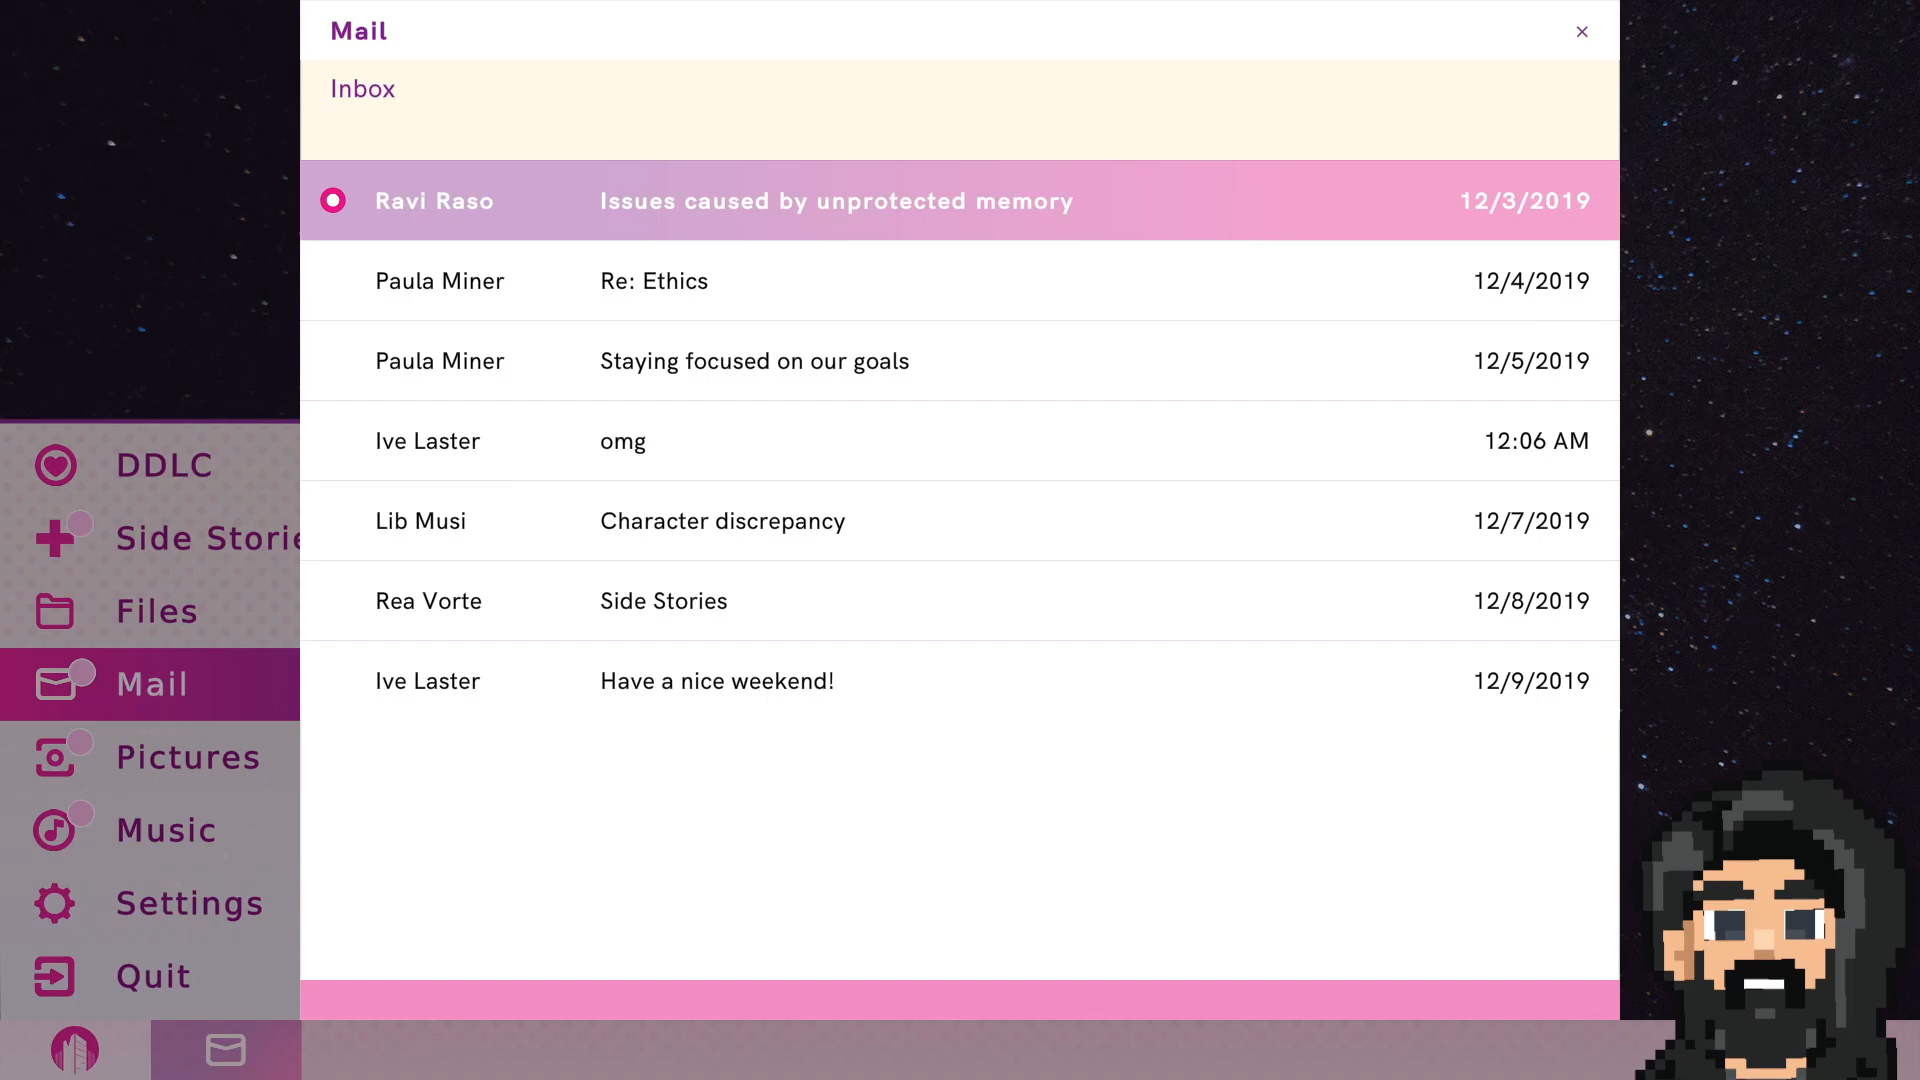 Mail
Inbox
Ravi Raso Issues caused by unprotected memory 12/3/2019
Paula Miner Re: Ethics 12/4/2019
Paula Miner Staying focused on our goals 12/5/2019
Ive Laster omg 12:06 AM
Lib Musi Character discrepancy 12/7/2019
Rea Vorte Side Stories 12/8/2019
Ive Laster Have a nice weekend! 12/9/2019
DDLC
Side Storie
Files
Mail
Pictures
Music
Settings
Quit